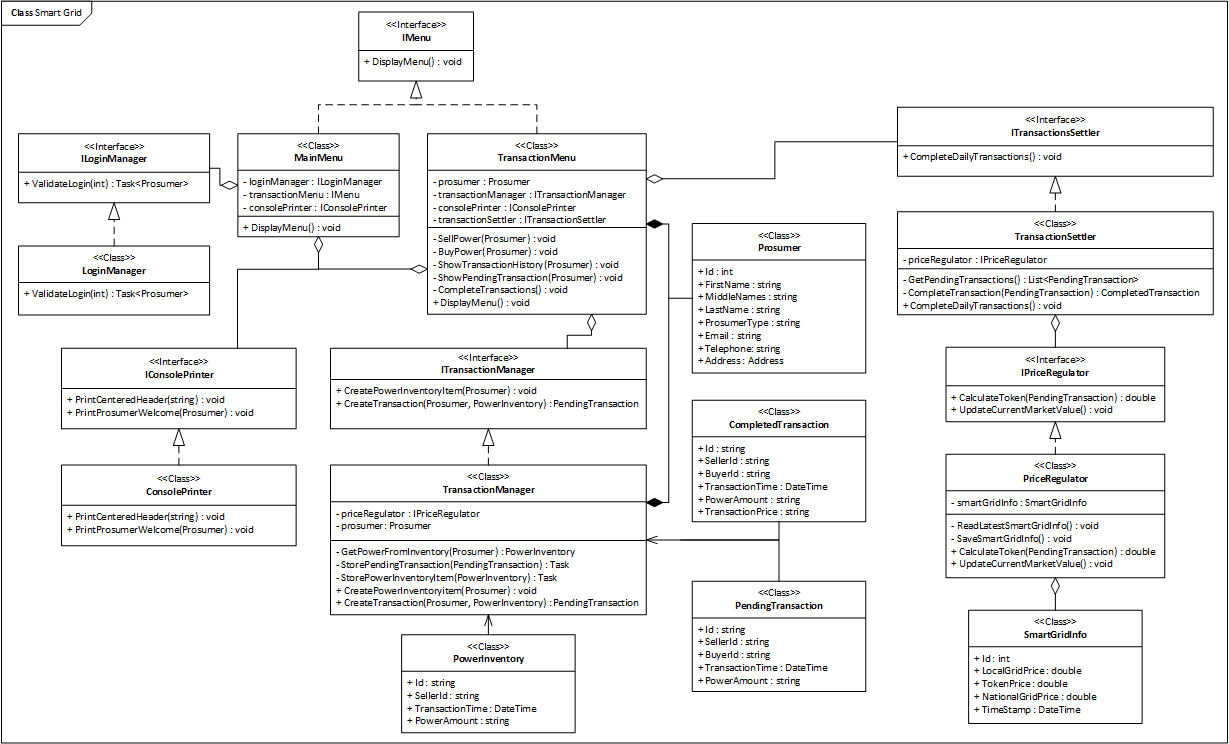 Class Smart Grid
<<Interface>>
IMenu
+ DisplayMenu() : void
<<Interface>>
ILoginManager
+ ValidateLogin(int) : Task<Prosumer>
<<Class>>
LoginManager
+ ValidateLogin(int) : Task<Prosumer>
<<Class>>
MainMenu
- loginManager : ILoginManager
- transactionMenu : IMenu
- consolePrinter : IConsolePrinter
+ DisplayMenu() : void
<<Class>>
TransactionMenu
- prosumer : Prosumer
- transactionManager : ITransactionManager
- consolePrinter : IConsolePrinter
- transactionSettler : ITransactionSettler
- SellPower(Prosumer) : void
- BuyPower(Prosumer) : void
- ShowTransactionHistory(Prosumer) : void
- ShowPendingTransaction(Prosumer) : void
- CompleteTransactions() : void
+ DisplayMenu() : void
<<Interface>>
ITransactionsSettler
+ CompleteDailyTransactions() : void
<<Class>>
TransactionSettler
- priceRegulator : IPriceRegulator
- GetPendingTransactions() : List<PendingTransaction>
- CompleteTransaction(PendingTransaction) : CompletedTransaction
+ CompleteDailyTransactions() : void
<<Class>>
Prosumer
+ Id : int
+ FirstName : string
+ MiddleNames : string
+ LastName : string
+ ProsumerType : string
+ Email : string
+ Telephone: string
+ Address : Address
<<Interface>>
IConsolePrinter
+ PrintCenteredHeader(string) : void
+ PrintProsumerWelcome(Prosumer) : void
<<Class>>
ConsolePrinter
+ PrintCenteredHeader(string) : void
+ PrintProsumerWelcome(Prosumer) : void
<<Interface>>
ITransactionManager
+ CreatePowerInventoryItem(Prosumer) : void
+ CreateTransaction(Prosumer, PowerInventory) : PendingTransaction
<<Class>>
TransactionManager
- priceRegulator : IPriceRegulator
- prosumer: Prosumer
- GetPowerFromInventory(Prosumer) : PowerInventory
- StorePendingTransaction(PendingTransaction) : Task
- StorePowerInventoryItem(PowerInventory) : Task
+ CreatePowerInventoryitem(Prosumer) : void
+ CreateTransaction(Prosumer, PowerInventory) : PendingTransaction
<<Class>>
PowerInventory
+ Id : string
+ SellerId : string
+ TransactionTime : DateTime
+ PowerAmount : string
<<Class>>
CompletedTransaction
+ Id : string
+ SellerId : string
+ BuyerId : string
+ TransactionTime : DateTime
+ PowerAmount : string
+ TransactionPrice : string
<<Class>>
PendingTransaction
+ Id : string
+ SellerId : string
+ BuyerId : string
+ TransactionTime : DateTime
+ PowerAmount : string
<<Interface>>
IPriceRegulator
+ CalculateToken(PendingTransaction) : double
+ UpdateCurrentMarketValue() : void
<<Class>>
PriceRegulator
- smartGridInfo : SmartGridInfo
- ReadLatestSmartGridInfo() : void
- SaveSmartGridInfo() : void
+ CalculateToken(PendingTransaction) : double
+ UpdateCurrentMarketValue() : void
<<Class>>
SmartGridInfo
+ Id : int
+ LocalGridPrice : double
+ TokenPrice : double
+ NationalGridPrice : double
+ TimeStamp : DateTime